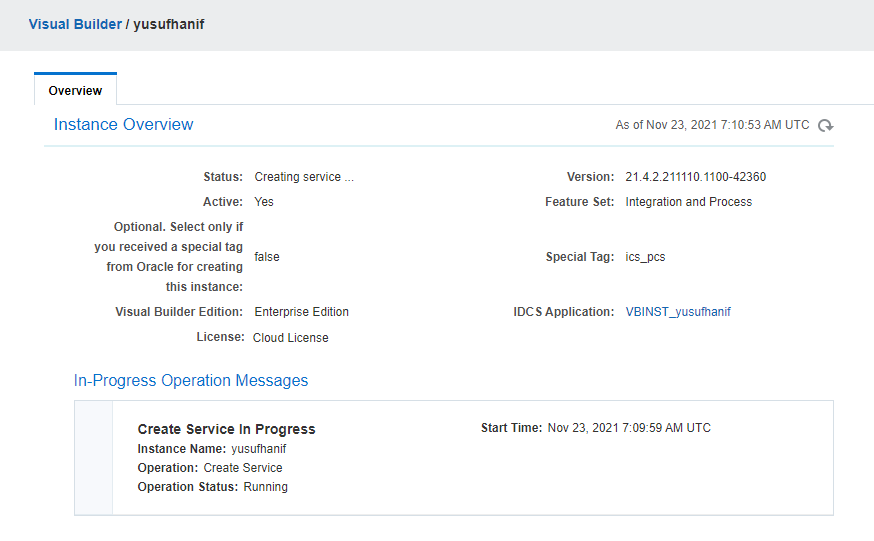 Visual Builder / yusufhanif
Overview
Instance Overview
As of Nov 23, 2021 7:10:53 AM UTC
Status: Creating service ...
Version: 21.4.2.211110.1100-42360
Active: Yes
Feature Set: Integration and Process
Optional. Select only if
you received a special tag
from Oracle for creating
this instance:
false
Special Tag: ics_pcs
Visual Builder Edition: Enterprise Edition
IDCS Application: VBINST_yusufhanif
License: Cloud License
In-Progress Operation Messages
Create Service In Progress
Start Time: Nov 23, 2021 7:09:59 AM UTC
Instance Name: yusufhanif
Operation: Create Service
Operation Status: Running